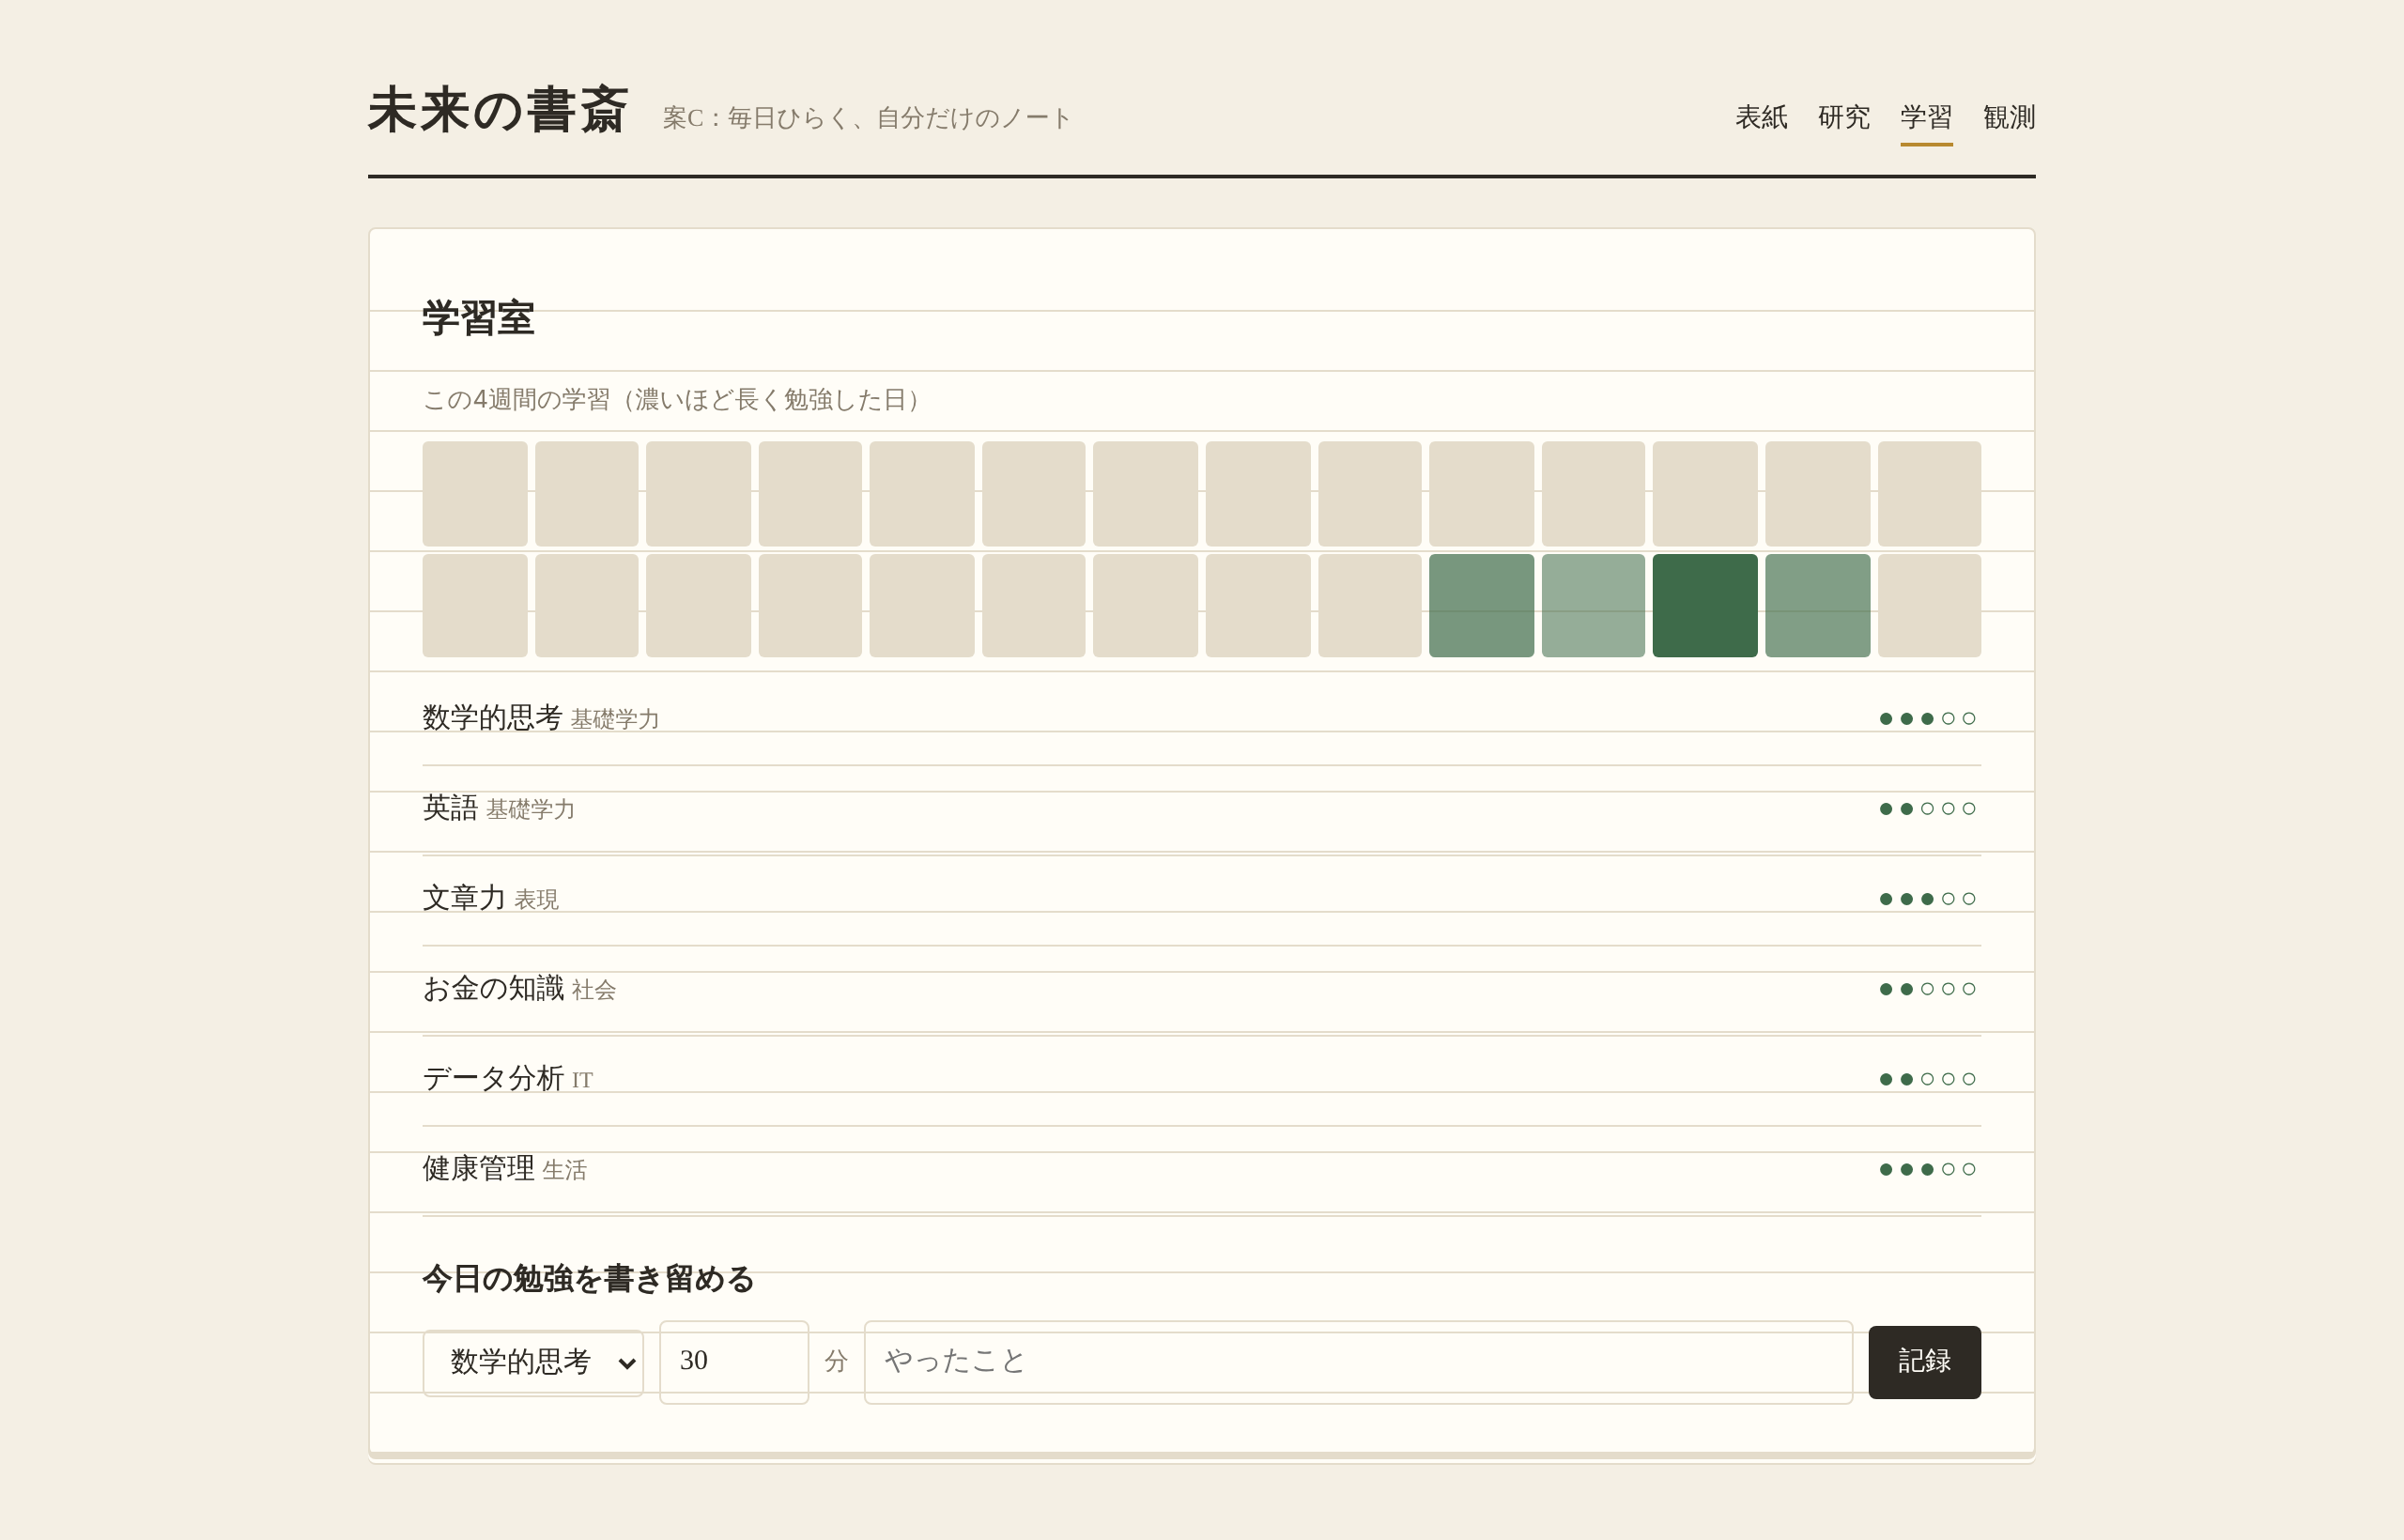 未来の書斎 案C：毎日ひらく、自分だけのノート 表紙 研究 学習 観測
学習室
この4週間の学習（濃いほど長く勉強した日）
数学的思考 基礎学力 ●●●○○
英語 基礎学力 ●●○○○
文章力 表現 ●●●○○
お金の知識 社会 ●●○○○
データ分析 IT ●●○○○
健康管理 生活 ●●●○○
今日の勉強を書き留める
数学的思考 30 分 やったこと 記録